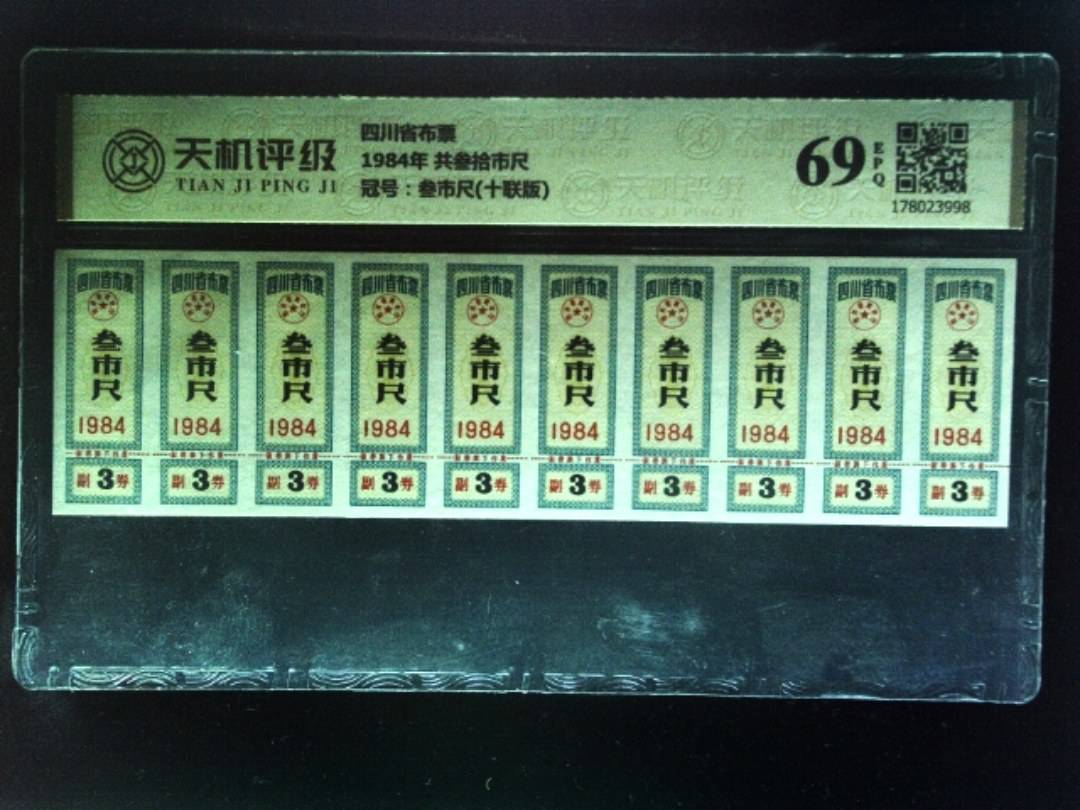 天机评级
TIAN JI PING JI
四川省布票
1984年 共叁拾市尺
冠号：叁市尺(十联版)
69
EPQ
178023998
四川省布票 四川省布票 四川省布票 四川省布票 四川省布票 四川省布票 四川省布票 四川省布票 四川省布票 四川省布票
叁市尺 叁市尺 叁市尺 叁市尺 叁市尺 叁市尺 叁市尺 叁市尺 叁市尺 叁市尺
1984 1984 1984 1984 1984 1984 1984 1984 1984 1984
副3券 副3券 副3券 副3券 副3券 副3券 副3券 副3券 副3券 副3券